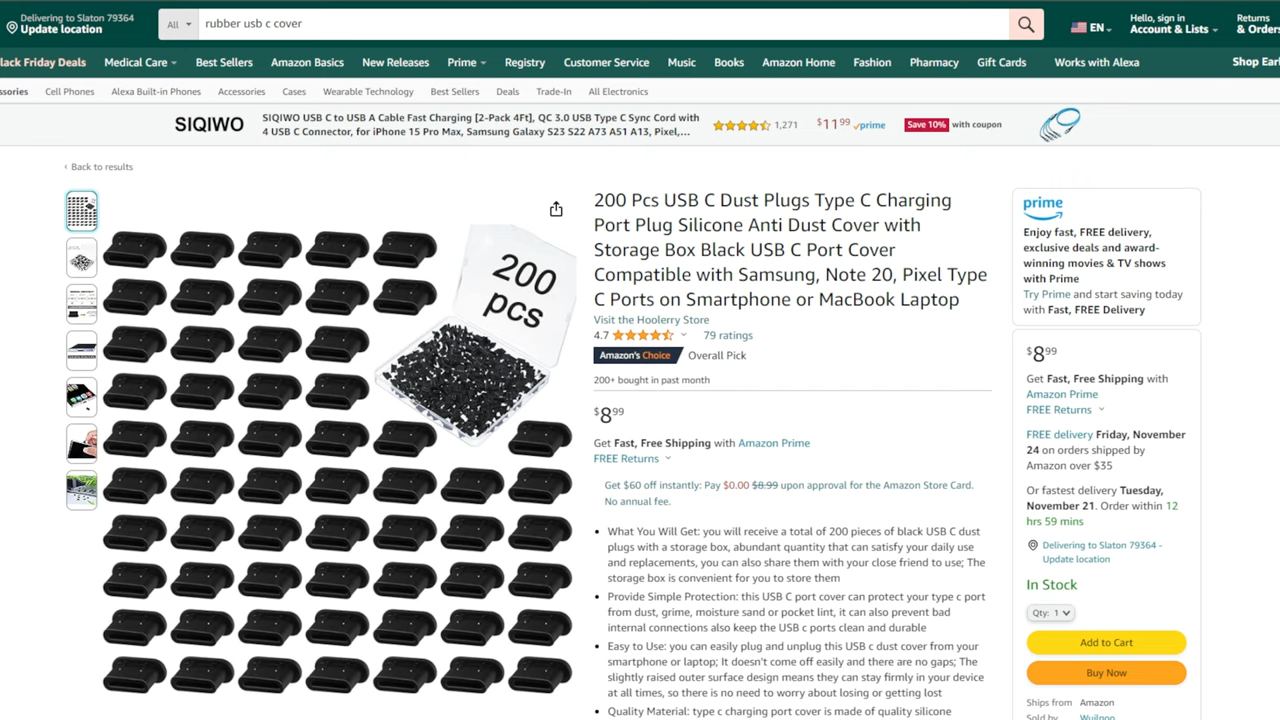 Delivering to Slaton 79364
Update location
All
rubber usb c cover
EN
Hello, sign in
Account & Lists
Returns
& Orders
lack Friday Deals
Medical Care
Best Sellers
Amazon Basics
New Releases
Prime
Registry
Customer Service
Music
Books
Amazon Home
Fashion
Pharmacy
Gift Cards
Works with Alexa
Shop Earl
ssories
Cell Phones
Alexa Built-in Phones
Accessories
Cases
Wearable Technology
Best Sellers
Deals
Trade-In
All Electronics
SIQIWO
SIQIWO USB C to USB A Cable Fast Charging [2-Pack 4Ft], QC 3.0 USB Type C Sync Cord with
4 USB C Connector, for iPhone 15 Pro Max, Samsung Galaxy S23 S22 A73 A51 A13, Pixel,...
1,271
$11.99 prime
Save 10% with coupon
‹ Back to results
200
pcs
200 Pcs USB C Dust Plugs Type C Charging
Port Plug Silicone Anti Dust Cover with
Storage Box Black USB C Port Cover
Compatible with Samsung, Note 20, Pixel Type
C Ports on Smartphone or MacBook Laptop
Visit the Hoolerry Store
4.7
79 ratings
Amazon's Choice
Overall Pick
200+ bought in past month
$8 99
Get Fast, Free Shipping with Amazon Prime
FREE Returns
Get $60 off instantly: Pay $0.00 $8.99 upon approval for the Amazon Store Card.
No annual fee.
• What You Will Get: you will receive a total of 200 pieces of black USB C dust
plugs with a storage box, abundant quantity that can satisfy your daily use
and replacements, you can also share them with your close friend to use; The
storage box is convenient for you to store them
• Provide Simple Protection: this USB C port cover can protect your type c port
from dust, grime, moisture sand or pocket lint, it can also prevent bad
internal connections also keep the USB c ports clean and durable
• Easy to Use: you can easily plug and unplug this USB c dust cover from your
smartphone or laptop; It doesn't come off easily and there are no gaps; The
slightly raised outer surface design means they can stay firmly in your device
at all times, so there is no need to worry about losing or getting lost
• Quality Material: type c charging port cover is made of quality silicone
prime
Enjoy fast, FREE delivery,
exclusive deals and award-
winning movies & TV shows
with Prime
Try Prime and start saving today
with Fast, FREE Delivery
$8 99
Get Fast, Free Shipping with
Amazon Prime
FREE Returns
FREE delivery Friday, November
24 on orders shipped by
Amazon over $35
Or fastest delivery Tuesday,
November 21. Order within 12
hrs 59 mins
Delivering to Slaton 79364 -
Update location
In Stock
Qty: 1
Add to Cart
Buy Now
Ships from Amazon
Sold by